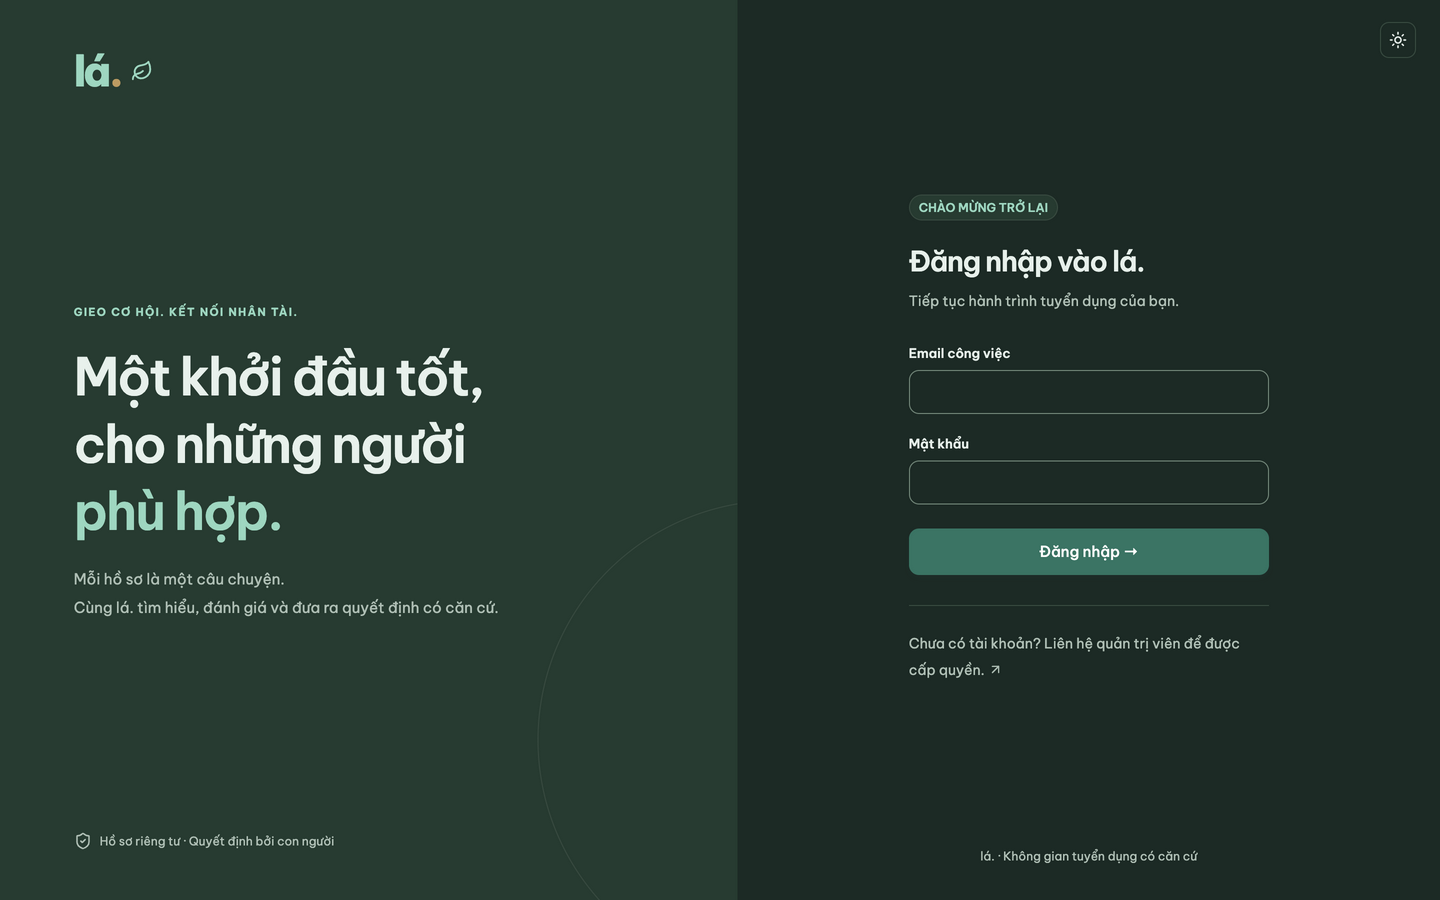 lá.
GIEO CƠ HỘI. KẾT NỐI NHÂN TÀI.
Một khởi đầu tốt,
cho những người
phù hợp.
Mỗi hồ sơ là một câu chuyện.
Cùng lá. tìm hiểu, đánh giá và đưa ra quyết định có căn cứ.
Hồ sơ riêng tư · Quyết định bởi con người
CHÀO MỪNG TRỞ LẠI
Đăng nhập vào lá.
Tiếp tục hành trình tuyển dụng của bạn.
Email công việc
Mật khẩu
Đăng nhập →
Chưa có tài khoản? Liên hệ quản trị viên để được
cấp quyền. ↗
lá. · Không gian tuyển dụng có căn cứ